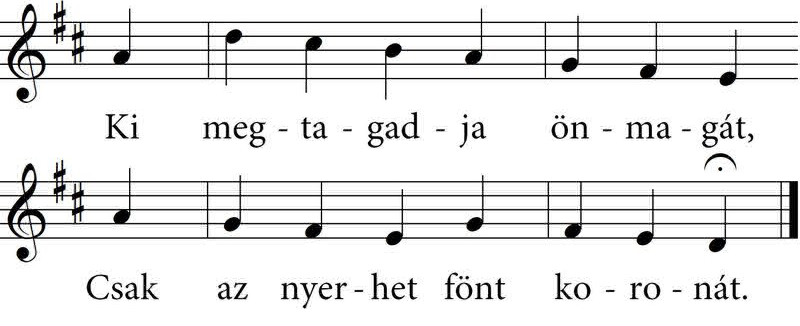 Ki meg - ta - gad - ja ön - ma - gát,
Csak az nyer - het fönt ko - ro - nát.